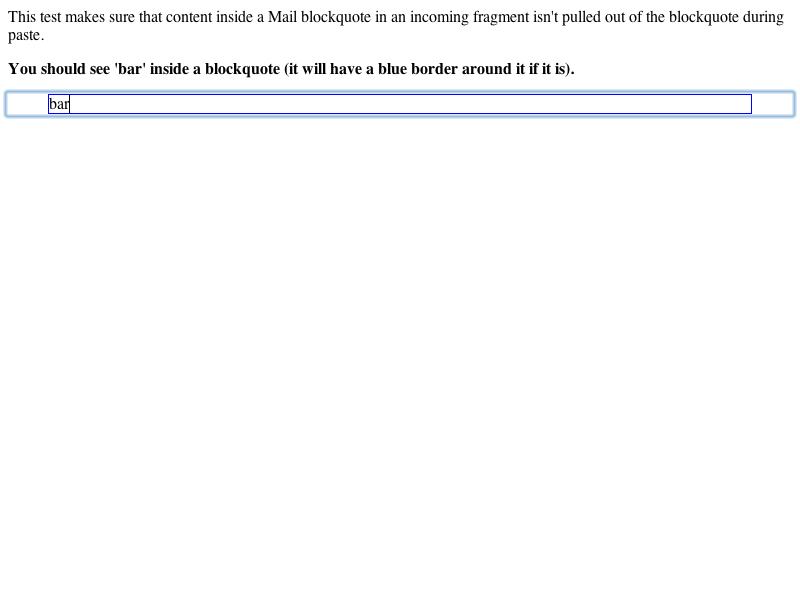 This test makes sure that content inside a Mail blockquote in an incoming fragment isn't pulled out of the blockquote during
paste.
You should see 'bar' inside a blockquote (it will have a blue border around it if it is).
bar